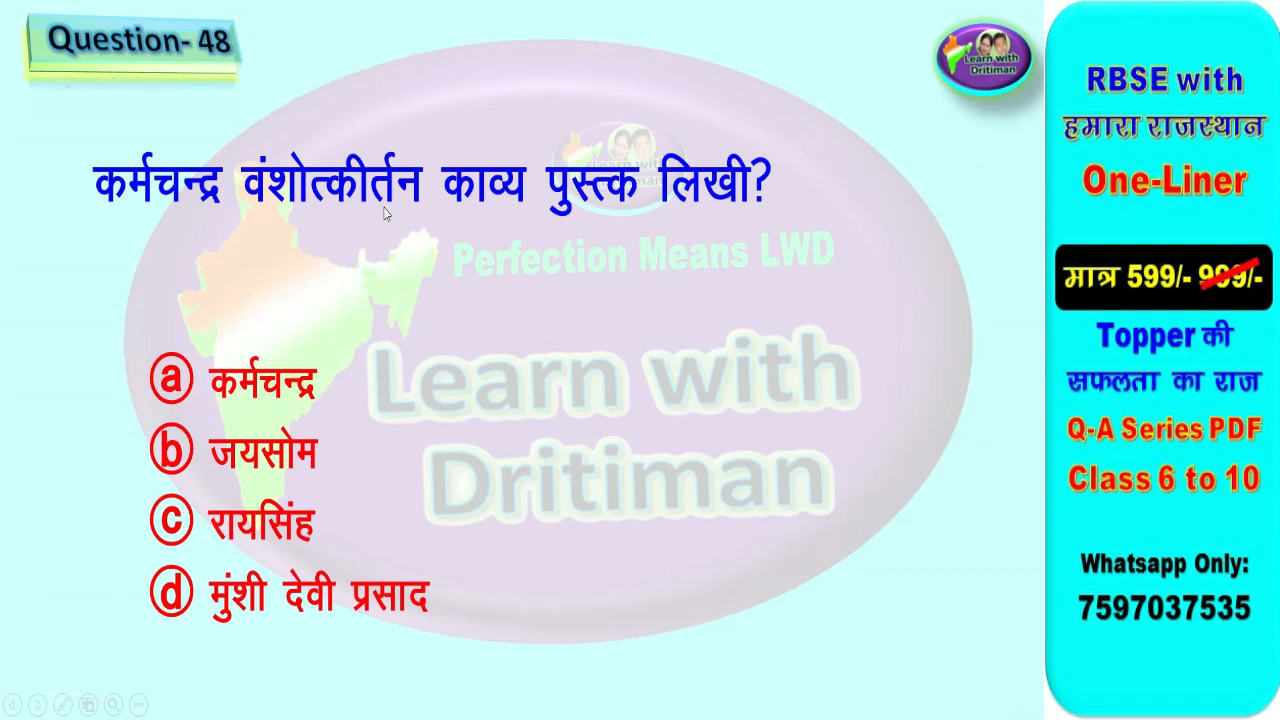 Question- 48
Learn with
Dritiman
कर्मचन्द्र वंशोत्कीर्तन काव्य पुस्त्क लिखी?
Perfection Means LWD
Learn with
Dritiman
ⓐ कर्मचन्द्र
ⓑ जयसोम
ⓒ रायसिंह
ⓓ मुंशी देवी प्रसाद
RBSE with
हमारा राजस्थान
One-Liner
मात्र 599/- 999/-
Topper की
सफलता का राज
Q-A Series PDF
Class 6 to 10
Whatsapp Only:
7597037535